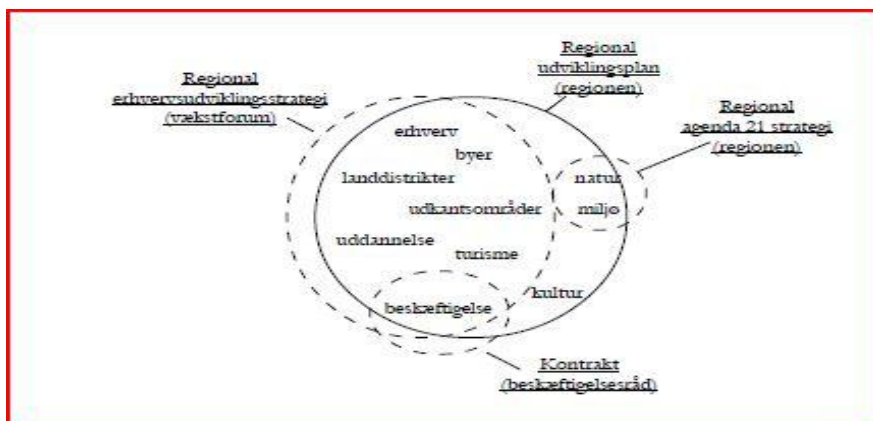 Regional
udviklingsplan
(regionen)
Regional
erhvervsudviklingsstrategi
(vækstforum)
Regional
agenda 21 strategi
(regionen)
erhverv
byer
landdistrikter
natur
udkantsområder
miljø
uddannelse
turisme
kultur
beskæftigelse
Kontrakt
(beskæftigelsesråd)